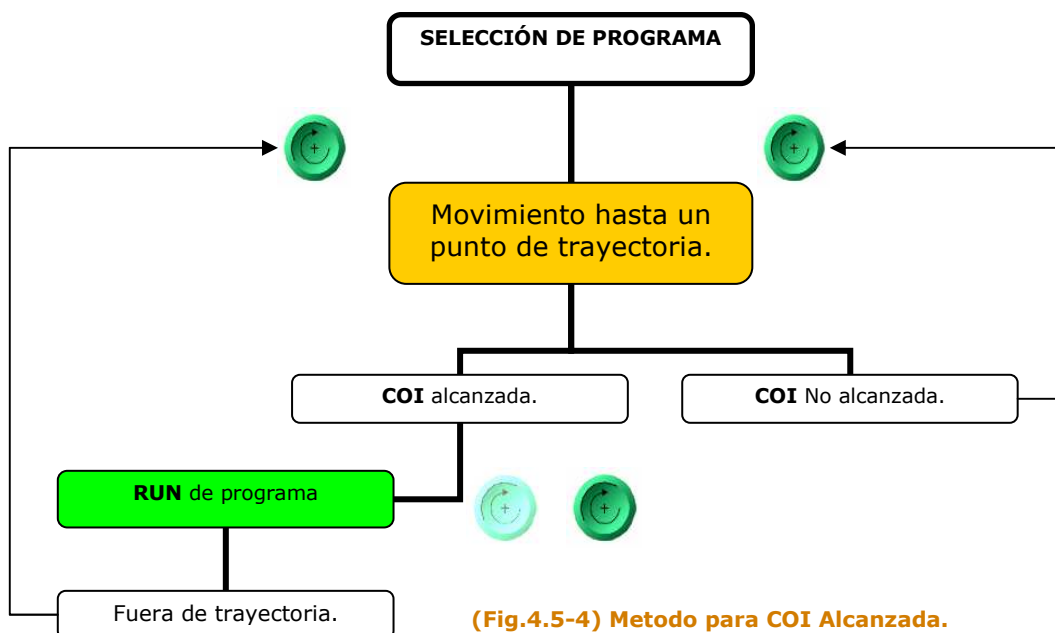 SELECCIÓN DE PROGRAMA
Movimiento hasta un
punto de trayectoria.
COI alcanzada.
COI No alcanzada.
RUN de programa
Fuera de trayectoria.
(Fig.4.5-4) Metodo para COI Alcanzada.